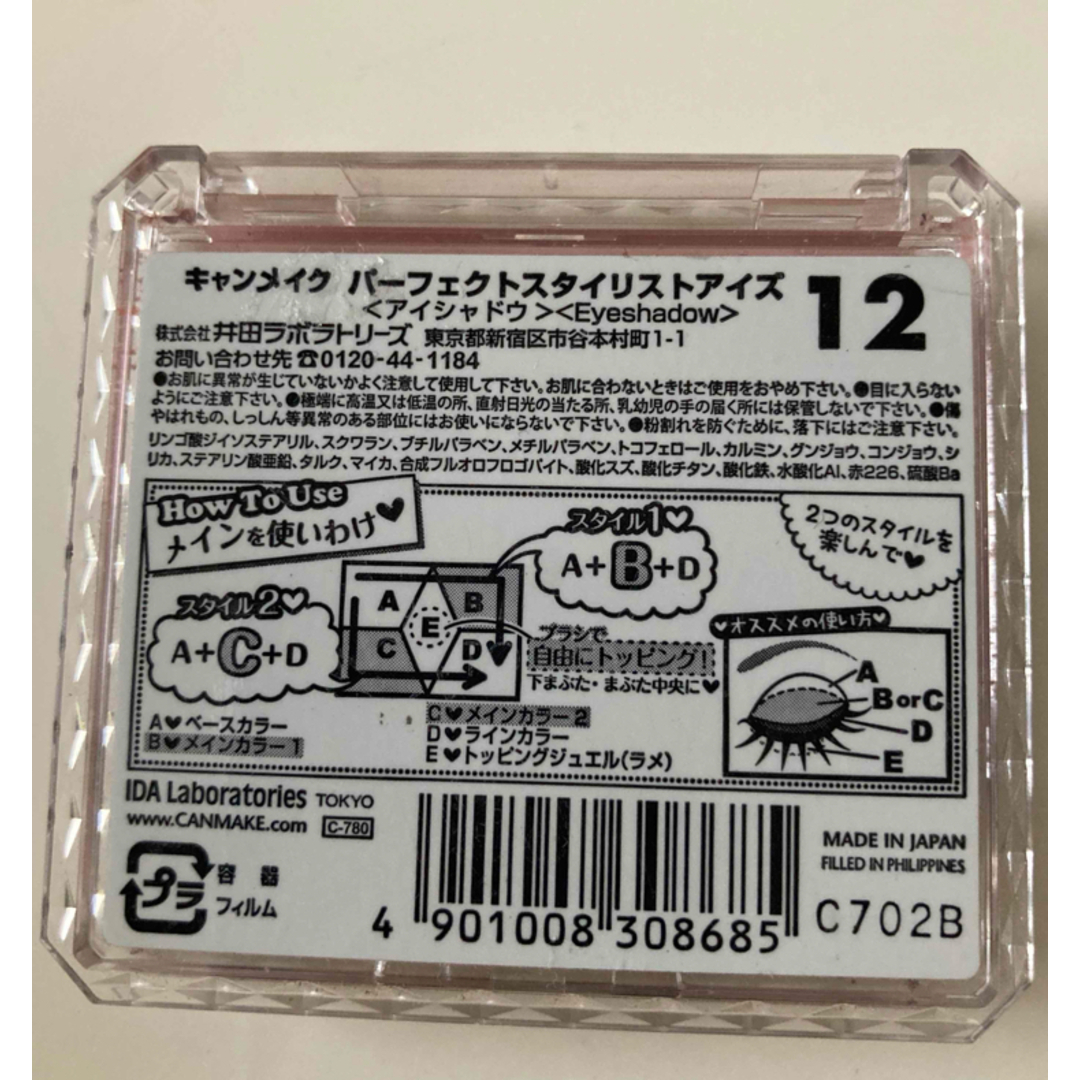 キャンメイク パーフェクトスタイリストアイズ 12
<アイシャドウ><Eyeshadow>
株式会社 井田ラボラトリーズ 東京都新宿区市谷本村町1-1
お問い合わせ先 ☎0120-44-1184
●お肌に異常が生じていないかよく注意して使用して下さい。お肌に合わないときはご使用をおやめ下さい。●目に入らない
ようにご注意下さい。●極端に高温又は低温の所、直射日光の当たる所、乳幼児の手の届く所には保管しないで下さい。●傷
やはれもの、しっしん等異常のある部位にはお使いにならないで下さい。●粉割れを防ぐために、落下にはご注意下さい。
リンゴ酸ジイソステアリル、スクワラン、ブチルパラベン、メチルパラベン、トコフェロール、カルミン、グンジョウ、コンジョウ、シ
リカ、ステアリン酸亜鉛、タルク、マイカ、合成フルオロフロゴパイト、酸化スズ、酸化チタン、酸化鉄、水酸化Al、赤226、硫酸Ba
How To Use
メインを使いわけ♥
スタイル1♡
A+B+D
2つのスタイルを
楽しんで♥
スタイル2♡
A+C+D
A
B
C
D
E
ブラシで
自由にトッピング!
下まぶた・まぶた中央に♥
♥オススメの使い方♥
A
B or C
D
E
A♥ベースカラー
B♥メインカラー1
C♥メインカラー2
D♥ラインカラー
E♥トッピングジュエル(ラメ)
IDA Laboratories TOKYO
www.CANMAKE.com C-780
プラ 容器
フィルム
4 901008 308685
MADE IN JAPAN
FILLED IN PHILIPPINES
C702B